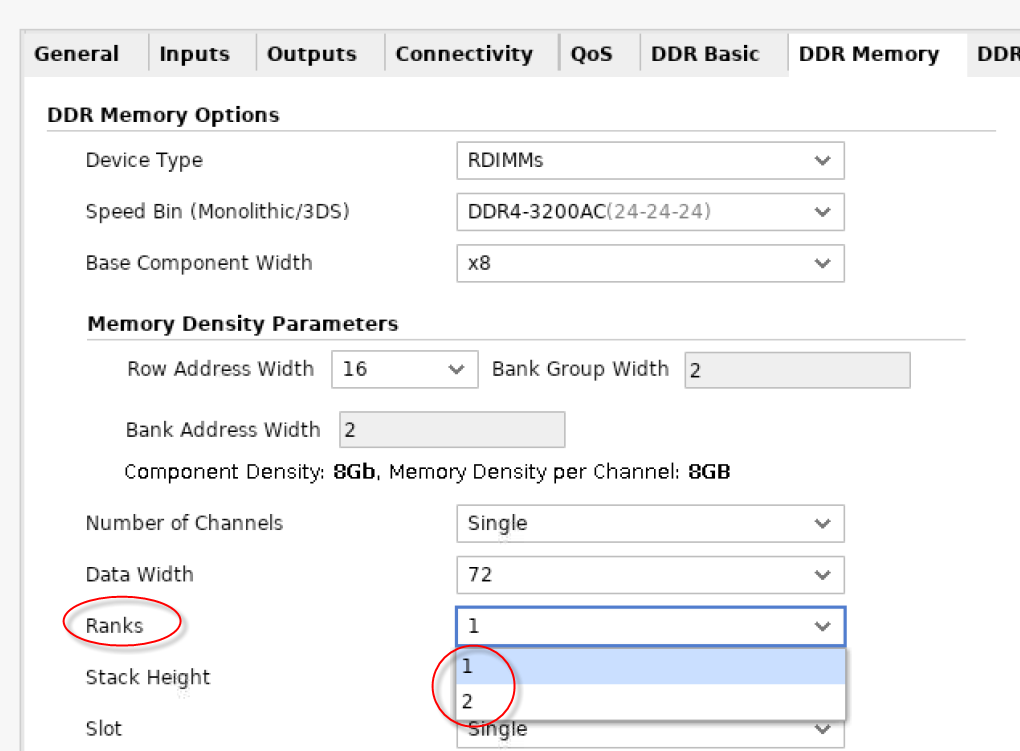 General Inputs Outputs Connectivity QoS DDR Basic DDR Memory DDR
DDR Memory Options
Device Type RDIMMs
Speed Bin (Monolithic/3DS) DDR4-3200AC(24-24-24)
Base Component Width x8
Memory Density Parameters
Row Address Width 16 Bank Group Width 2
Bank Address Width 2
Component Density: 8Gb, Memory Density per Channel: 8GB
Number of Channels Single
Data Width 72
Ranks 1
1
Stack Height
2
Slot Single